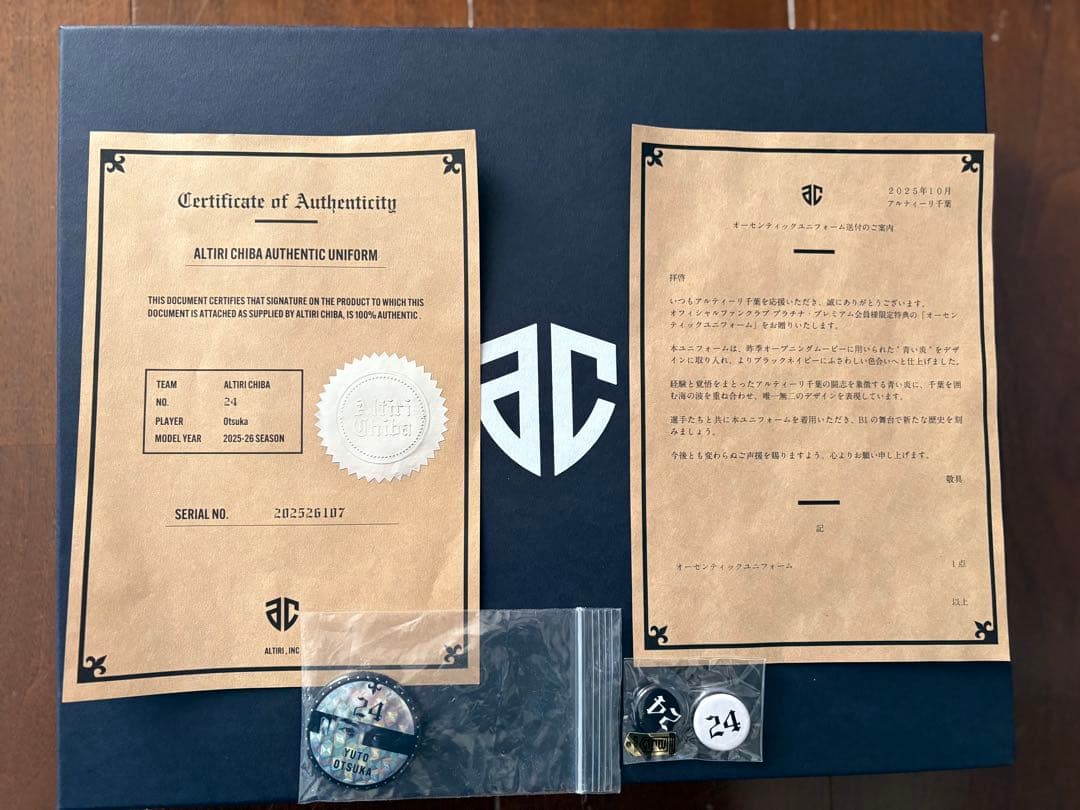 Certificate of Authenticity
ALTIRI CHIBA AUTHENTIC UNIFORM
THIS DOCUMENT CERTIFIES THAT SIGNATURE ON THE PRODUCT TO WHICH THIS
DOCUMENT IS ATTACHED AS SUPPLIED BY ALTIRI CHIBA, IS 100% AUTHENTIC.
TEAM ALTIRI CHIBA
NO. 24
PLAYER Otsuka
MODEL YEAR 2025-26 SEASON
Altiri
Chiba
SERIAL NO. 202526107
ALTIRI, INC
2025年10月
アルティーリ千葉
オーセンティックユニフォーム送付のご案内
拝啓
いつもアルティーリ千葉を応援いただき、誠にありがとうございます。
オフィシャルファンクラブ プラチナ・プレミアム会員様限定特典の「オーセン
ティックユニフォーム」をお贈りいたします。
本ユニフォームは、昨季オープニングムービーに用いられた“青い炎”をデザ
インに取り入れ、よりブラックネイビーにふさわしい色合いへと仕上げました。
経験と覚悟をまとったアルティーリ千葉の闘志を象徴する青い炎に、千葉を囲
む海の波を重ね合わせ、唯一無二のデザインを表現しています。
選手たちと共に本ユニフォームを着用いただき、B1の舞台で新たな歴史を刻
みましょう。
今後とも変わらぬご声援を賜りますよう、心よりお願い申し上げます。
敬具
記
オーセンティックユニフォーム 1点
以上
24
YUTO
OTSUKA
24
24